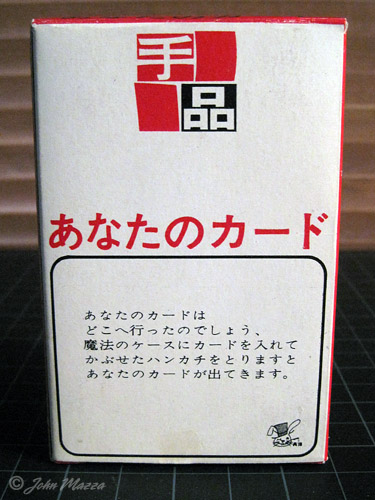 手品
あなたのカード
あなたのカードは
どこへ行ったのでしょう、
魔法のケースにカードを入れて
かぶせたハンカチをとりますと
あなたのカードが出てきます。
© John Mazza